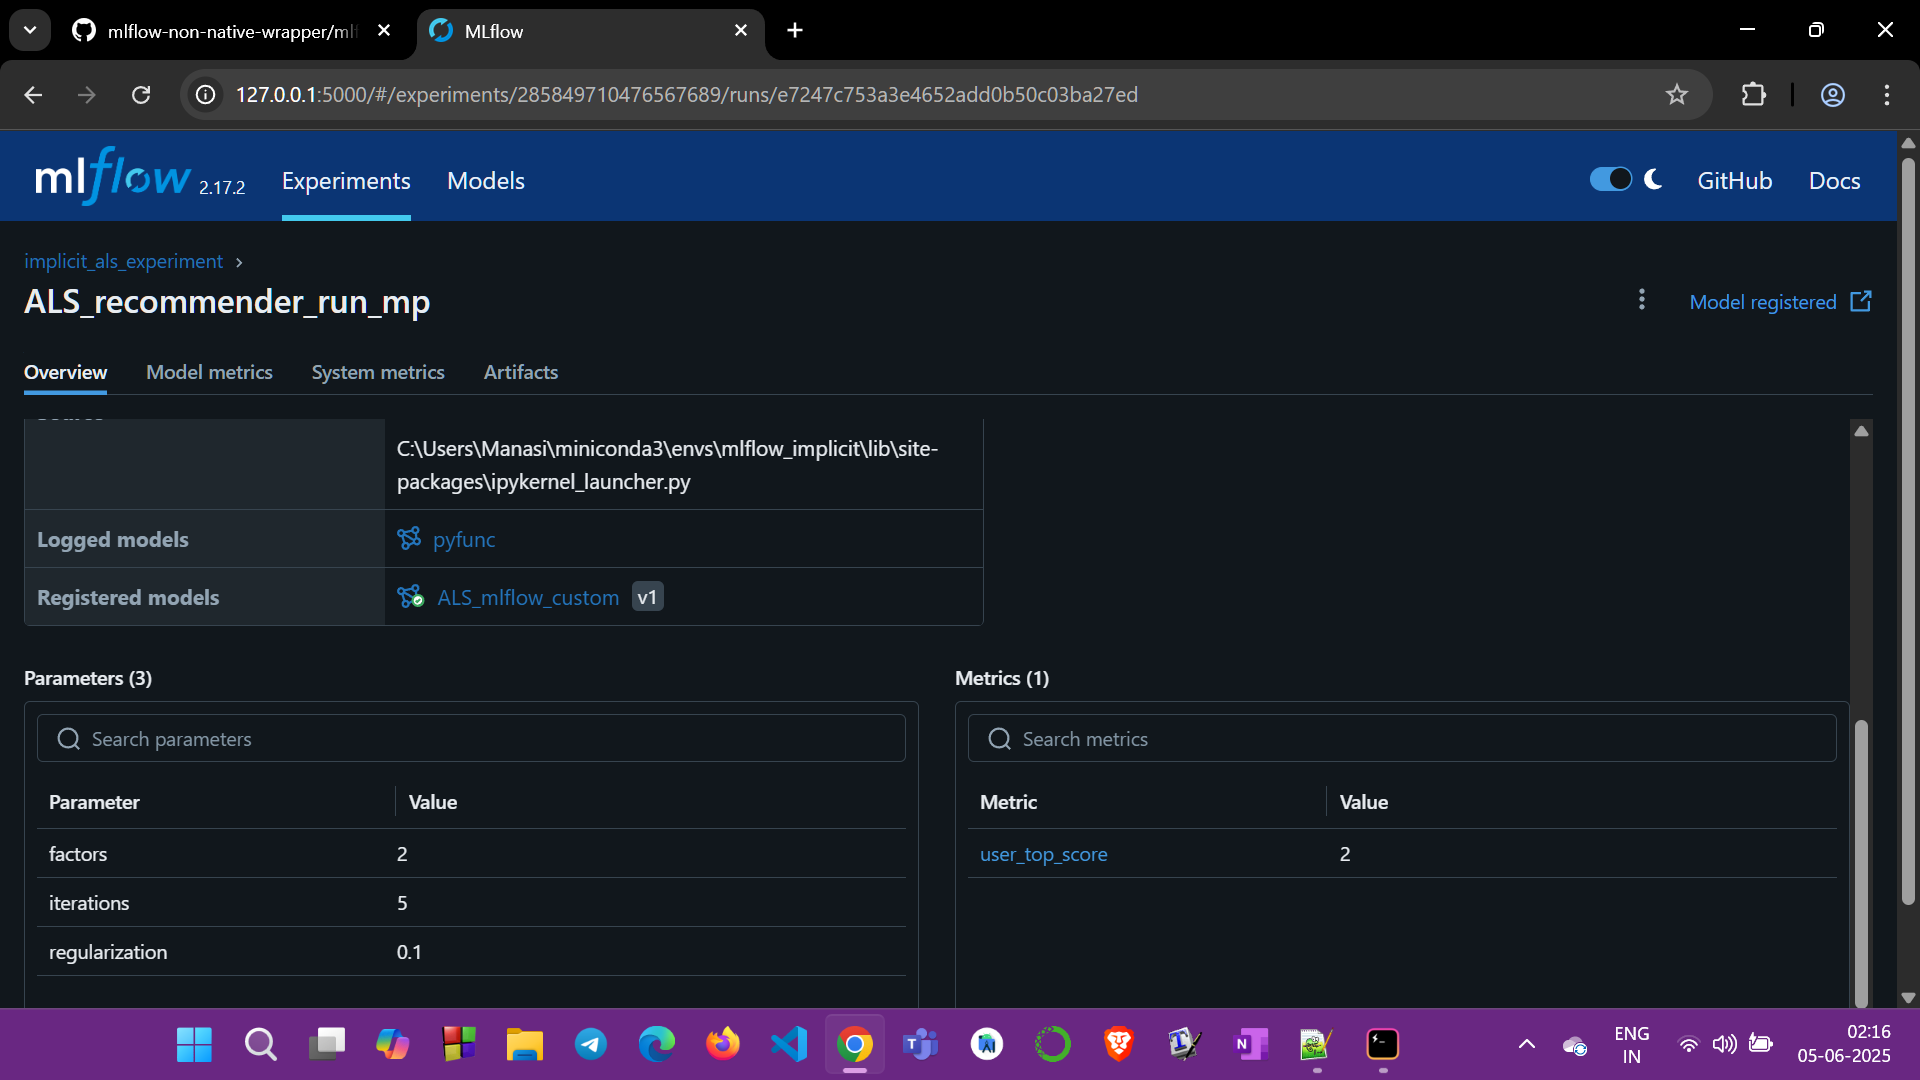 mlflow-non-native-wrapper/mlf
MLflow
127.0.0.1:5000/#/experiments/285849710476567689/runs/e7247c753a3e4652add0b50c03ba27ed
mlflow 2.17.2
Experiments
Models
GitHub
Docs
implicit_als_experiment
ALS_recommender_run_mp
Model registered
Overview
Model metrics
System metrics
Artifacts
C:\Users\Manasi\miniconda3\envs\mlflow_implicit\lib\site-
packages\ipykernel_launcher.py
Logged models
pyfunc
Registered models
ALS_mlflow_custom v1
Parameters (3)
Search parameters
Parameter Value
factors 2
iterations 5
regularization 0.1
Metrics (1)
Search metrics
Metric Value
user_top_score 2
ENG
IN
02:16
05-06-2025